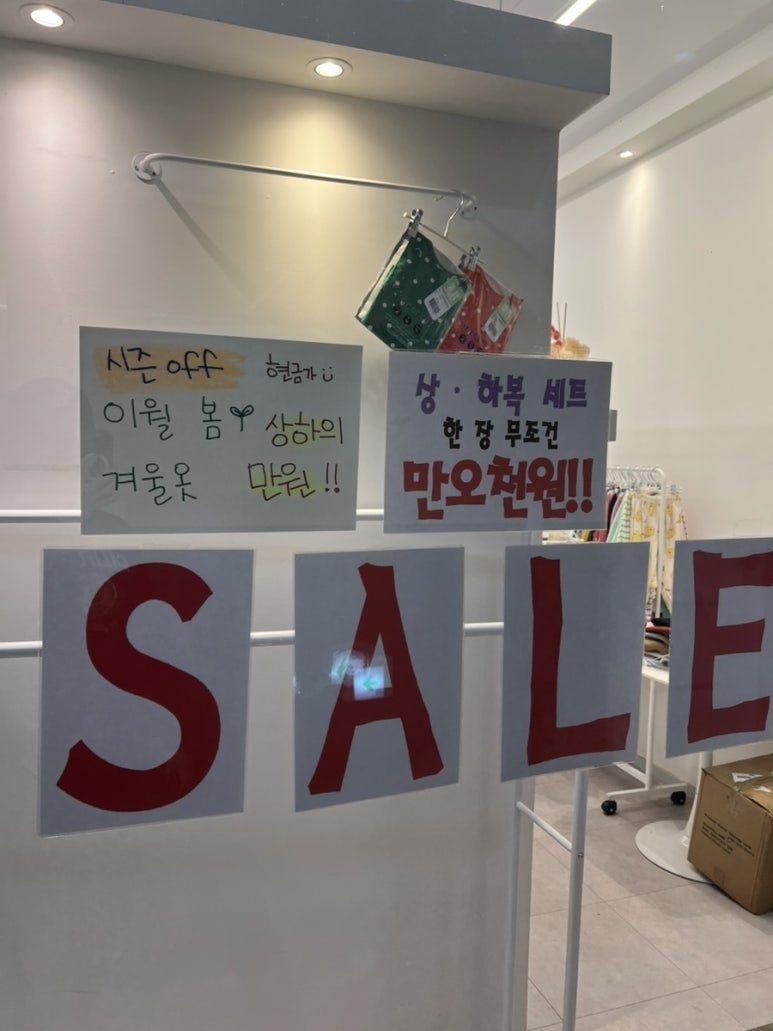 시즌 off
현금가
이월 봄
상하의
겨울옷
만원!!
상·하복 세트
한 장 무조건
만오천원!!
SALE